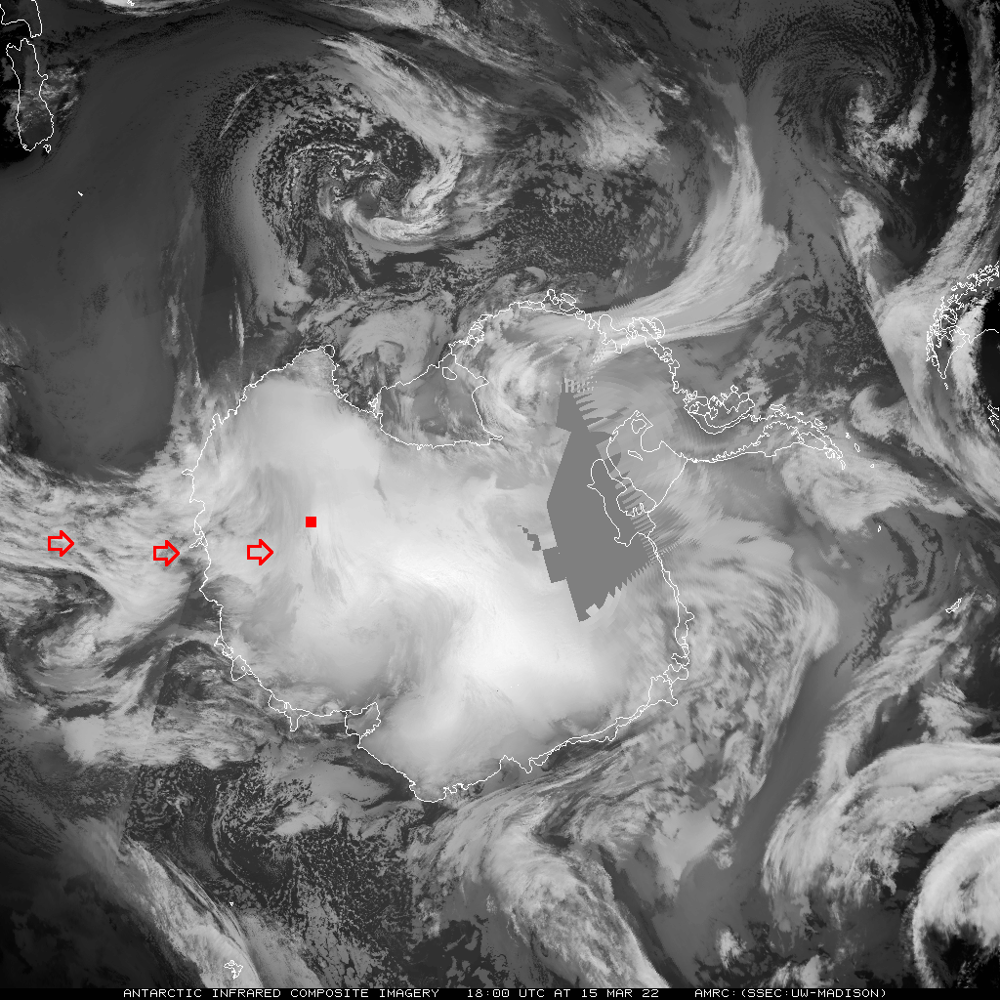 ANTARCTIC INFRARED COMPOSITE IMAGERY 18:00 UTC AT 15 MAR 22 AMRC:(SSEC:UW-MADISON)